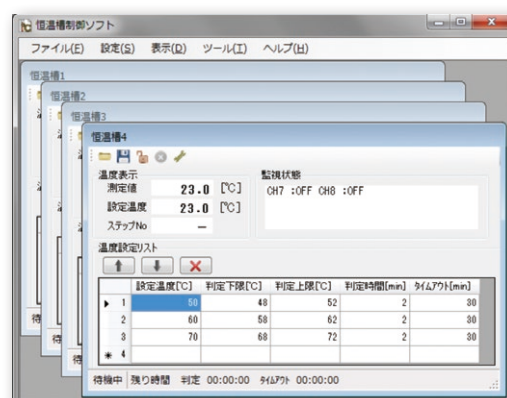 恒温槽制御ソフト
ファイル(F) 設定(S) 表示(D) ツール(T) ヘルプ(H)
恒温槽1
恒温槽2
恒温槽3
恒温槽4
温度表示
測定値 23.0 [℃]
設定温度 23.0 [℃]
ステップNo —
監視状態
CH7 :OFF CH8 :OFF
温度設定リスト
設定温度[℃] 判定下限[℃] 判定上限[℃] 判定時間[min] ﾀｲﾑｱｳﾄ[min]
1 50 48 52 2 30
2 60 58 62 2 30
3 70 68 72 2 30
* 4
待機中 残り時間 判定 00:00:00 ﾀｲﾑｱｳﾄ 00:00:00